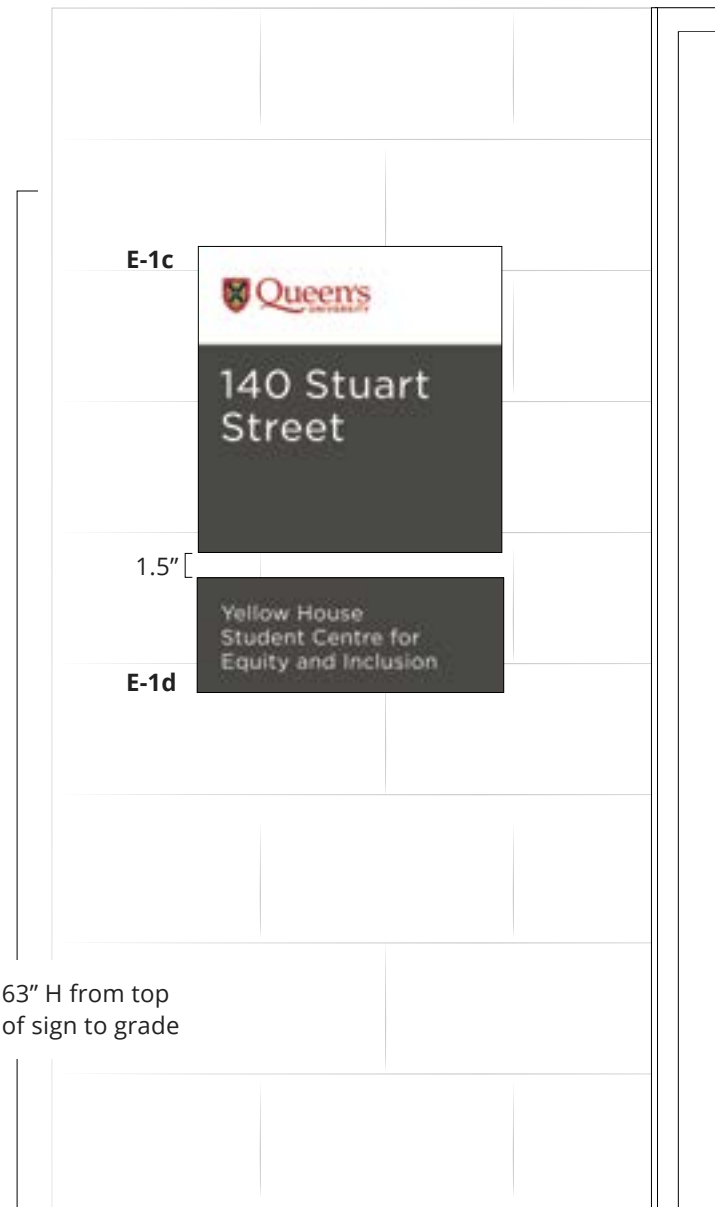 E-1c
Queen's
UNIVERSITY
140 Stuart
Street
1.5”
Yellow House
Student Centre for
Equity and Inclusion
E-1d
63” H from top
of sign to grade